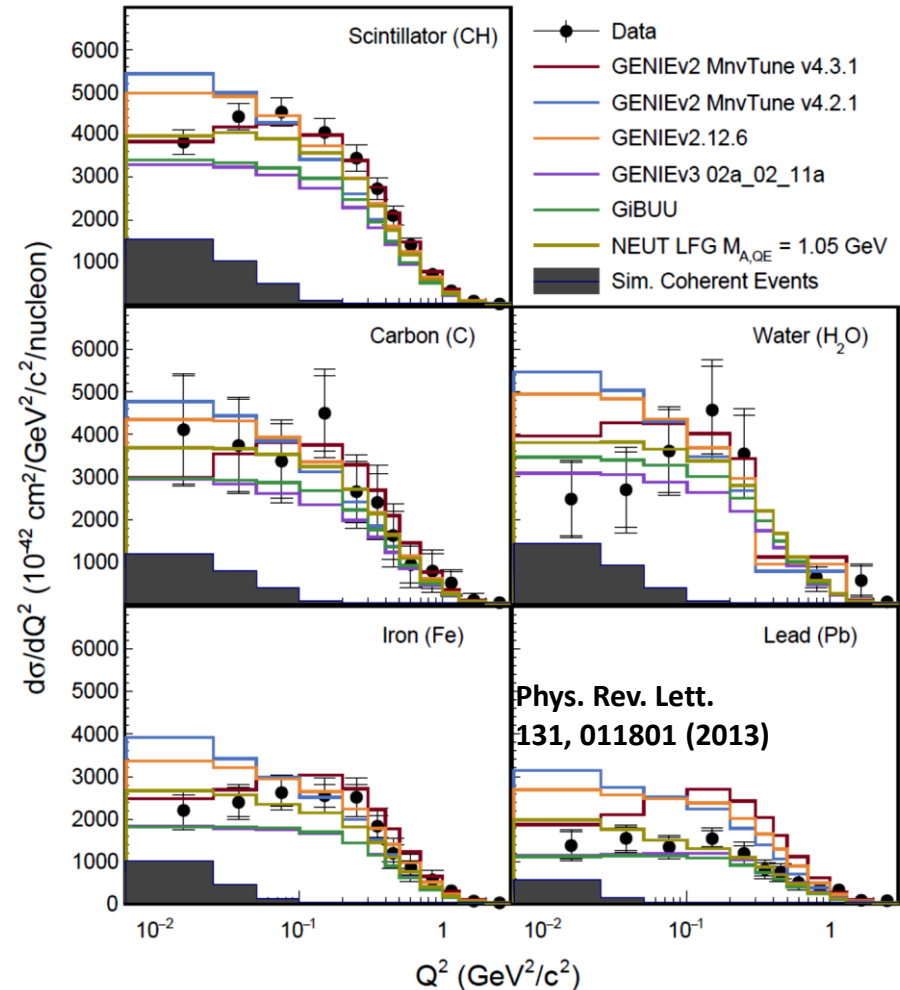 Scintillator (CH)
6000
5000
4000
3000
2000
1000
Data
GENIEv2 MnvTune v4.3.1
GENIEv2 MnvTune v4.2.1
GENIEv2.12.6
GENIEv3 02a_02_11a
GiBUU
NEUT LFG M_A,QE = 1.05 GeV
Sim. Coherent Events
Carbon (C)
6000
5000
4000
3000
2000
1000
Water (H₂O)
Iron (Fe)
6000
5000
4000
3000
2000
1000
0
Lead (Pb)
Phys. Rev. Lett.
131, 011801 (2013)
10⁻² 10⁻¹ 1
10⁻² 10⁻¹ 1
dσ/dQ² (10⁻⁴² cm²/GeV²/c²/nucleon)
Q² (GeV²/c²)